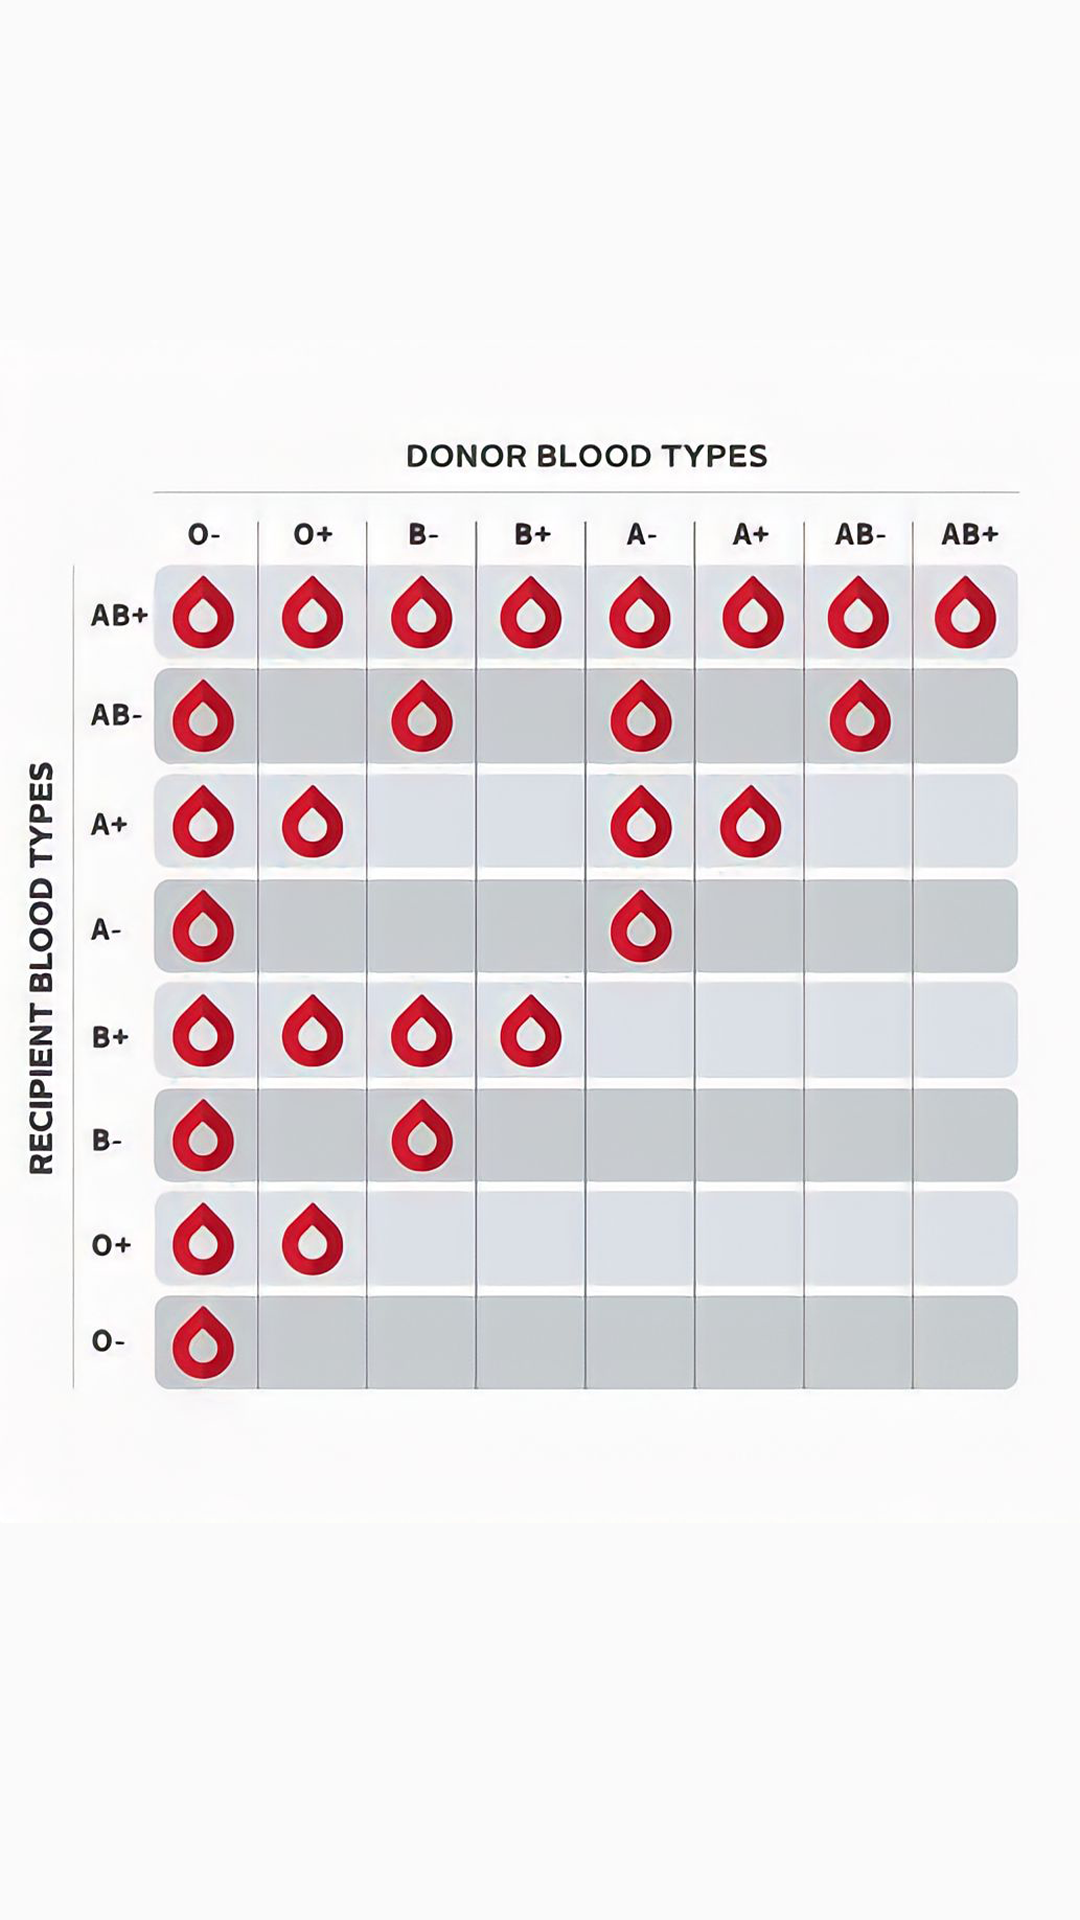 DONOR BLOOD TYPES
O- O+ B- B+ A- A+ AB- AB+
RECIPIENT BLOOD TYPES
AB+
AB-
A+
A-
B+
B-
O+
O-